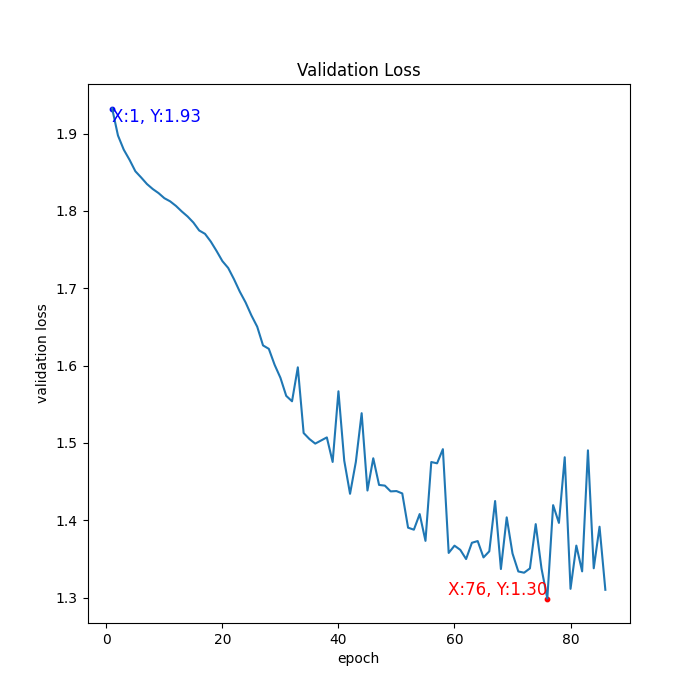 Validation Loss
X:1, Y:1.93
1.9
1.8
1.7
1.6
1.5
1.4
1.3
validation loss
X:76, Y:1.30
0
20
40
60
80
epoch